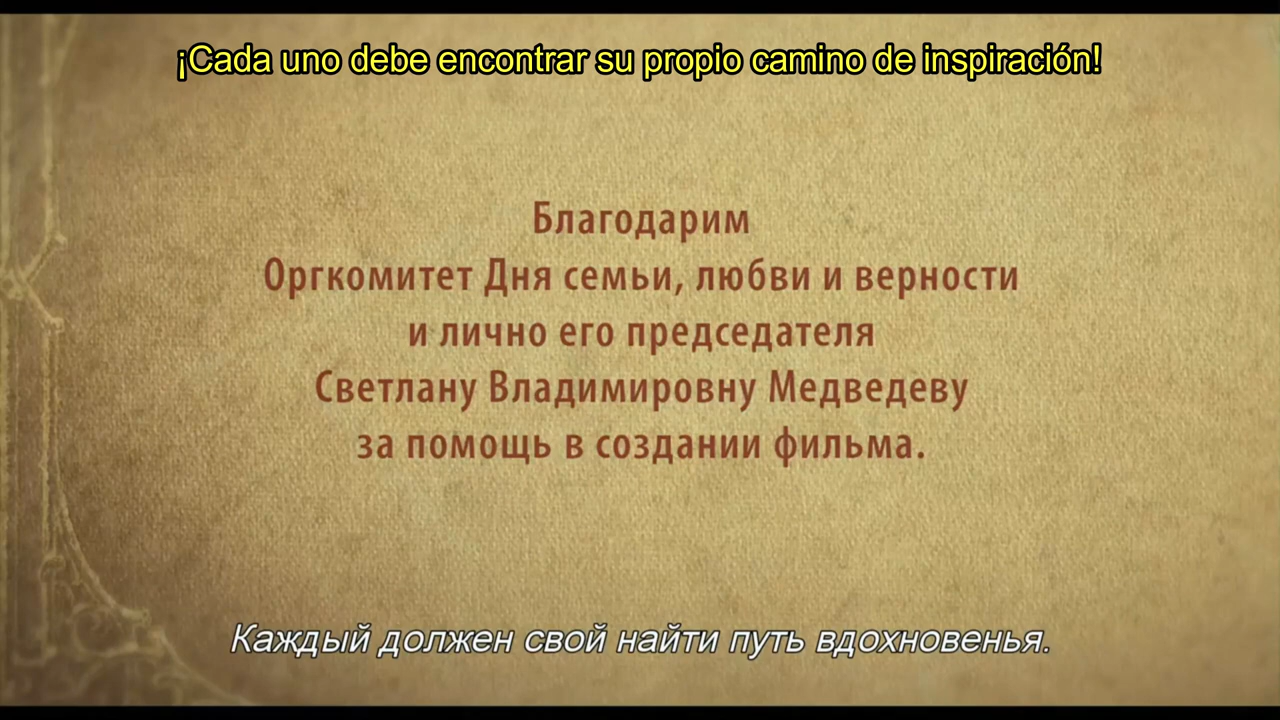 ¡Cada uno debe encontrar su propio camino de inspiración!
Благодарим
Оргкомитет Дня семьи, любви и верности
и лично его председателя
Светлану Владимировну Медведеву
за помощь в создании фильма.
Каждый должен свой найти путь вдохновенья.